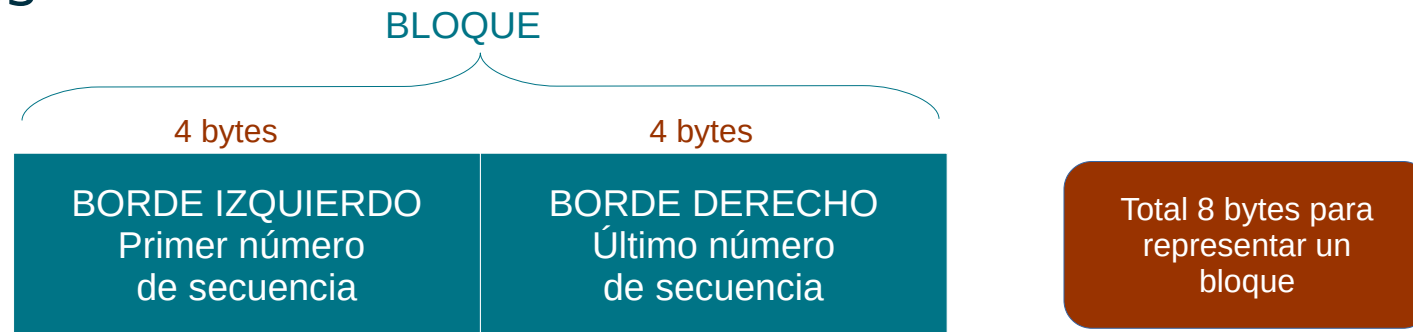 BLOQUE
4 bytes
4 bytes
BORDE IZQUIERDO
Primer número
de secuencia
BORDE DERECHO
Último número
de secuencia
Total 8 bytes para
representar un
bloque